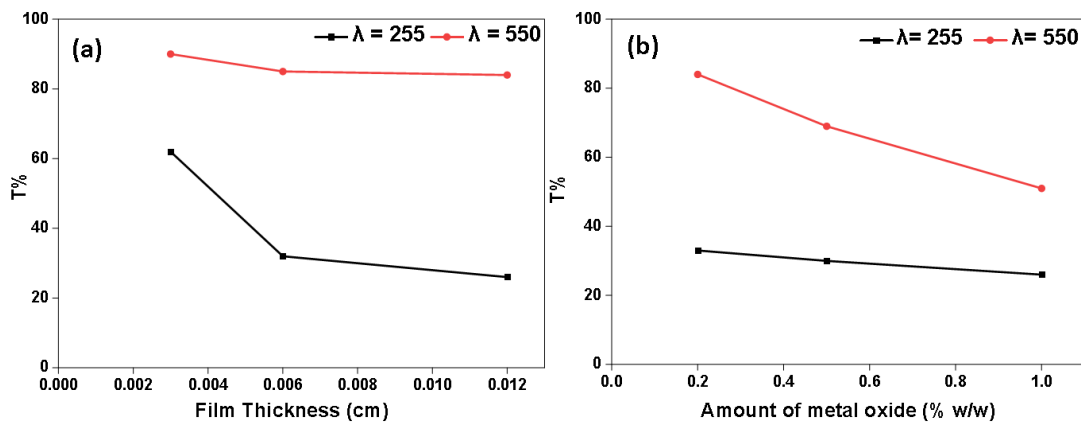 (a)
λ = 255
λ = 550
T%
100
80
60
40
20
0
0.000
0.002
0.004
0.006
0.008
0.010
0.012
Film Thickness (cm)
(b)
λ= 255
λ= 550
T%
100
80
60
40
20
0
0.0
0.2
0.4
0.6
0.8
1.0
Amount of metal oxide (% w/w)